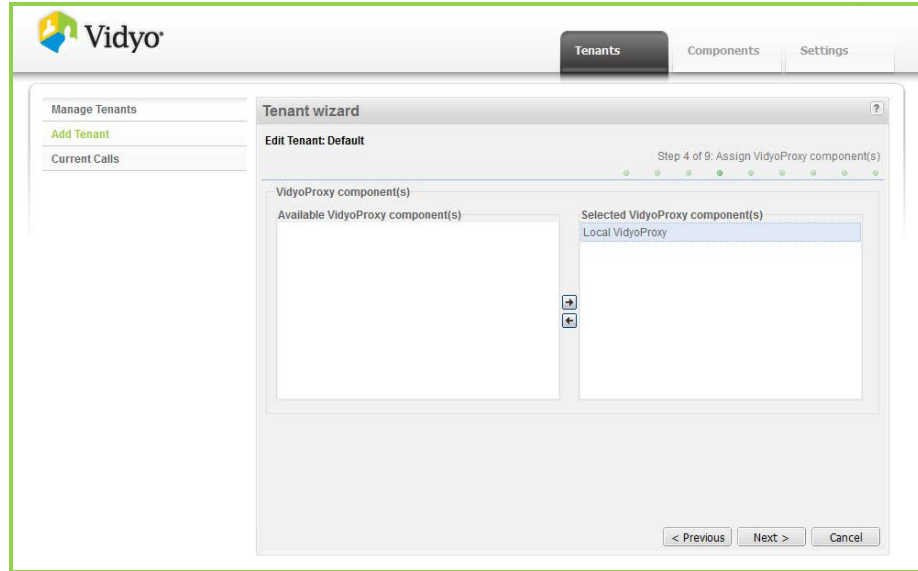 Vidyo
Tenants Components Settings
Manage Tenants
Add Tenant
Current Calls
Tenant wizard ?
Edit Tenant: Default
Step 4 of 9: Assign VidyoProxy component(s)
VidyoProxy component(s)
Available VidyoProxy component(s) Selected VidyoProxy component(s)
Local VidyoProxy
< Previous Next > Cancel